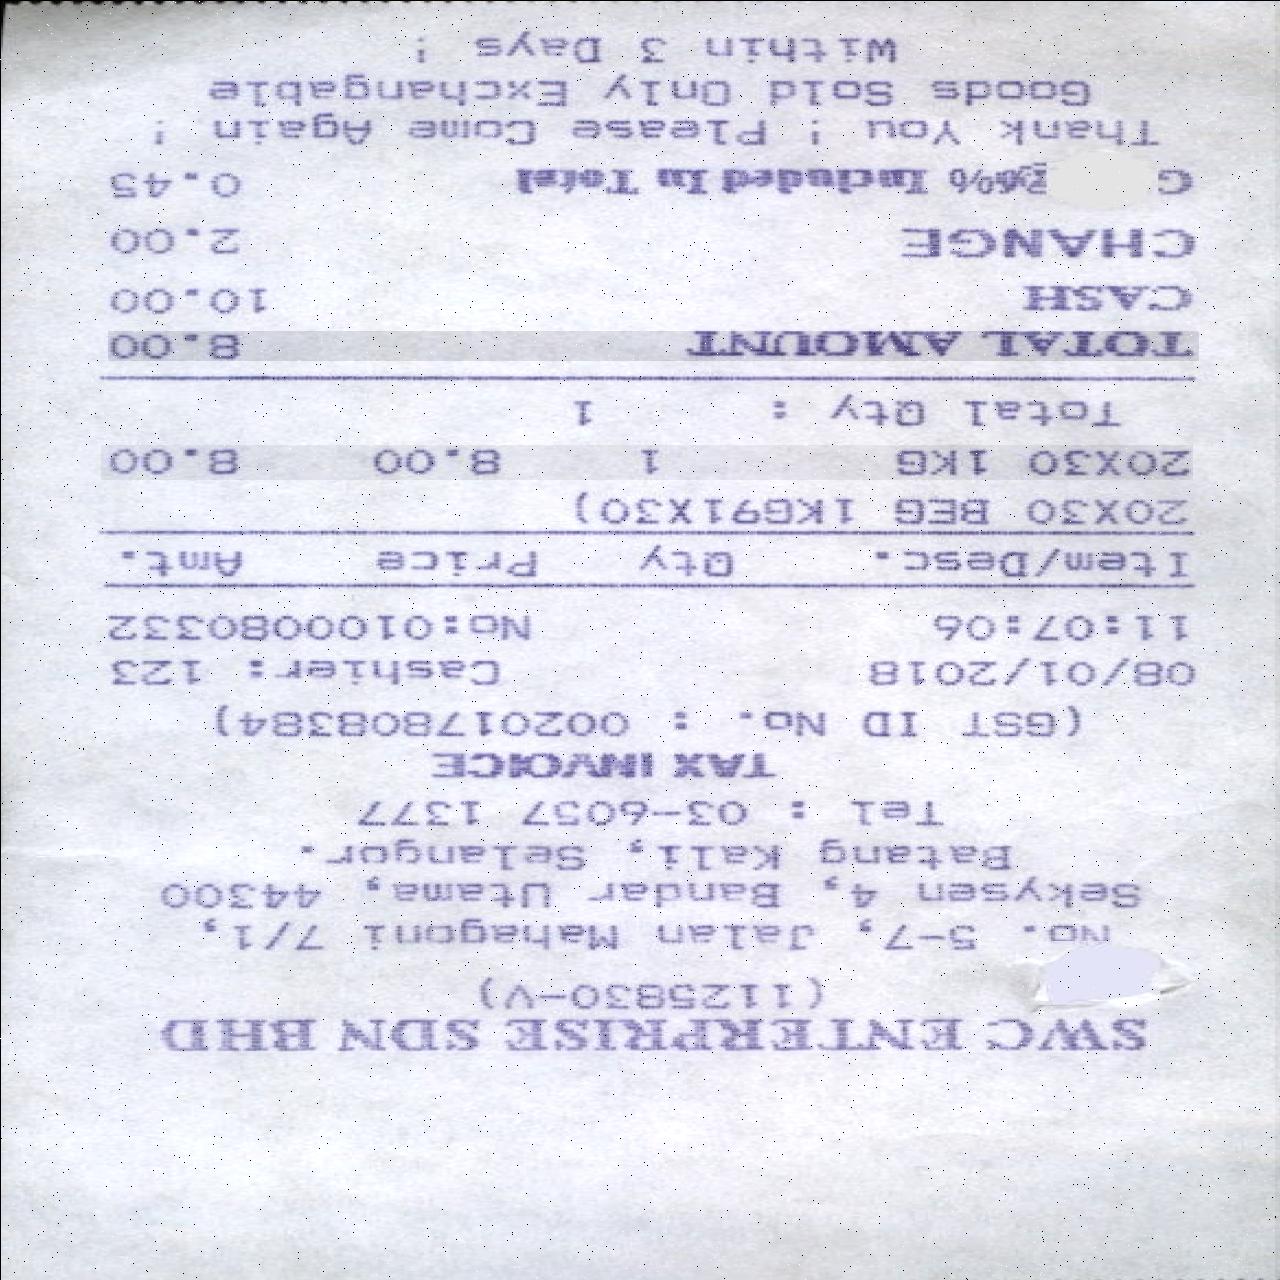 SWC ENTERPRISE SDN BHD
(1125830-V)
No. 5-7, Jalan Mahagoni 7/1,
Sekysen 4, Bandar Utama, 44300
Batang Kali, Selangor.
Tel : 03-6057 1377
TAX INVOICE
(GST ID No. : 002017808384)
08/01/2018 Cashier: 123
11:07:06 No:0100080332
Item/Desc. Qty Price Amt.
20X30 BEG 1KG91X30)
20X30 1KG 1 8.00 8.00
Total Qty : 1
TOTAL AMOUNT 8.00
CASH 10.00
CHANGE 2.00
Included In Total 0.45
Thank You ! Please Come Again !
Goods Sold Only Exchangable
Within 3 Days !